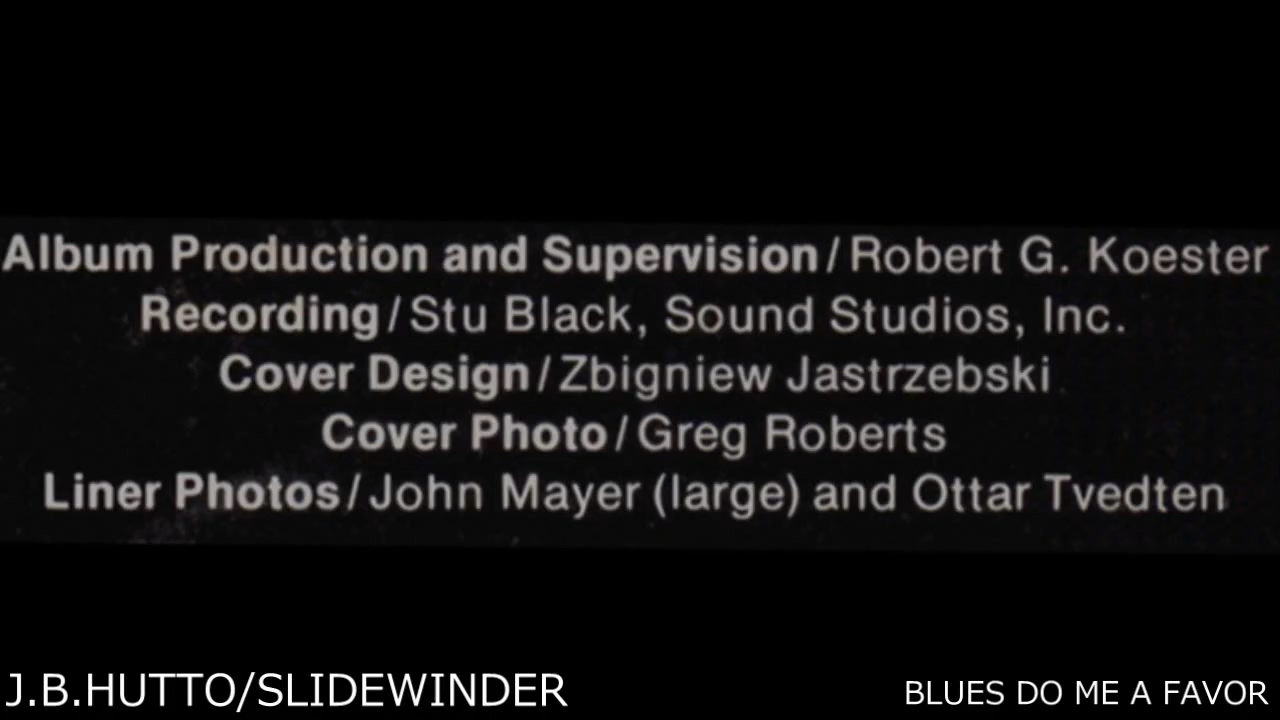 Album Production and Supervision/Robert G. Koester
Recording/Stu Black, Sound Studios, Inc.
Cover Design/Zbigniew Jastrzebski
Cover Photo/Greg Roberts
Liner Photos/John Mayer (large) and Ottar Tvedten
J.B.HUTTO/SLIDEWINDER
BLUES DO ME A FAVOR